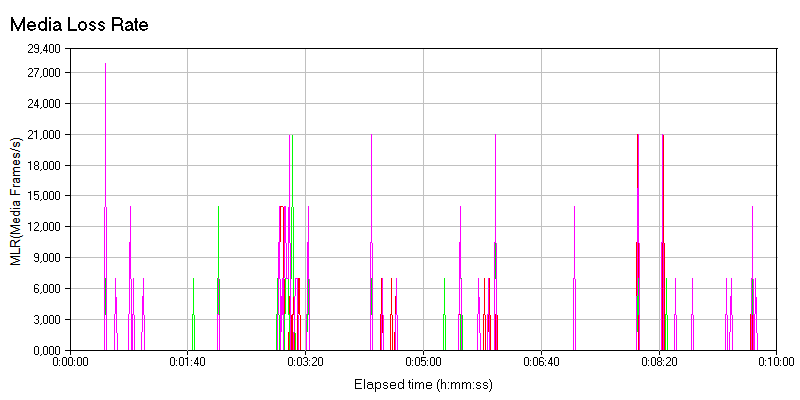 Media Loss Rate
29,400
27,000
24,000
21,000
18,000
15,000
12,000
9,000
6,000
3,000
0,000
MLR(Media Frames/s)
0:00:00 0:01:40 0:03:20 0:05:00 0:06:40 0:08:20 0:10:00
Elapsed time (h:mm:ss)